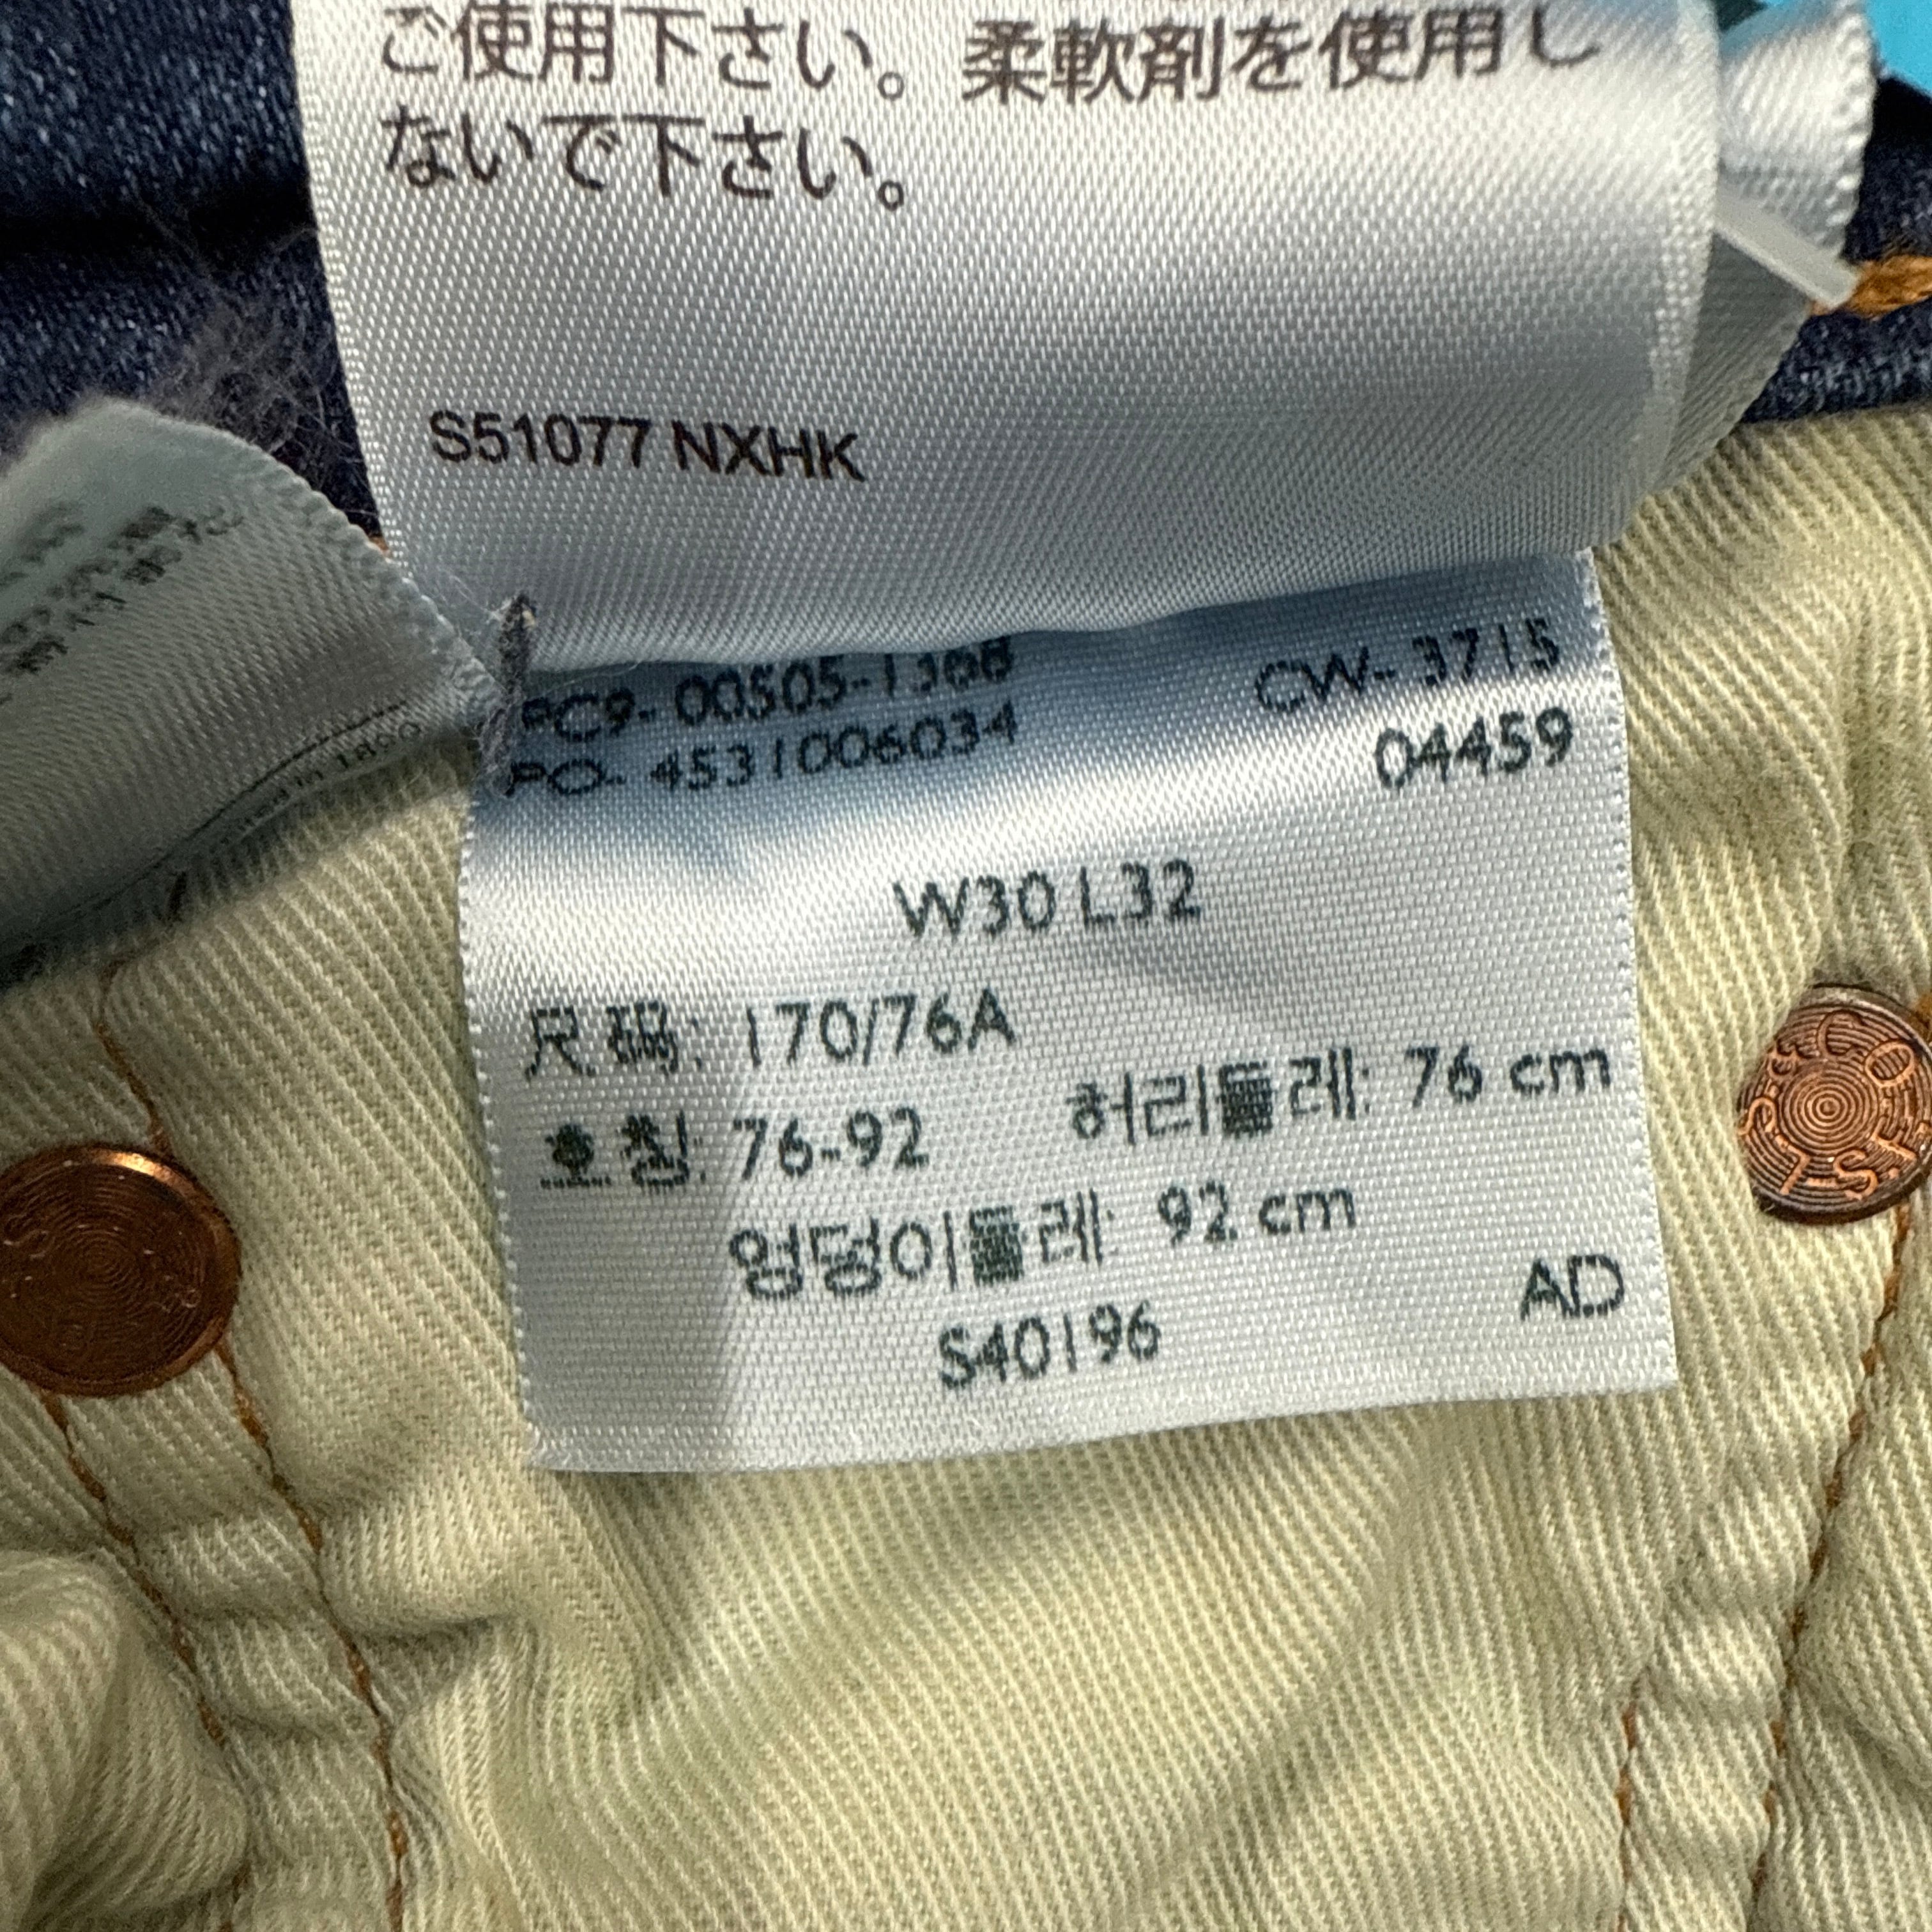 ご使用下さい。柔軟剤を使用し
ないで下さい。
S51077 NXHK
PC9- 00505-1368 CW- 3715
PO- 4531006034 04459
W30 L32
尺码: 170/76A
호칭: 76-92 허리둘레: 76 cm
엉덩이둘레: 92 cm
S40196 AD